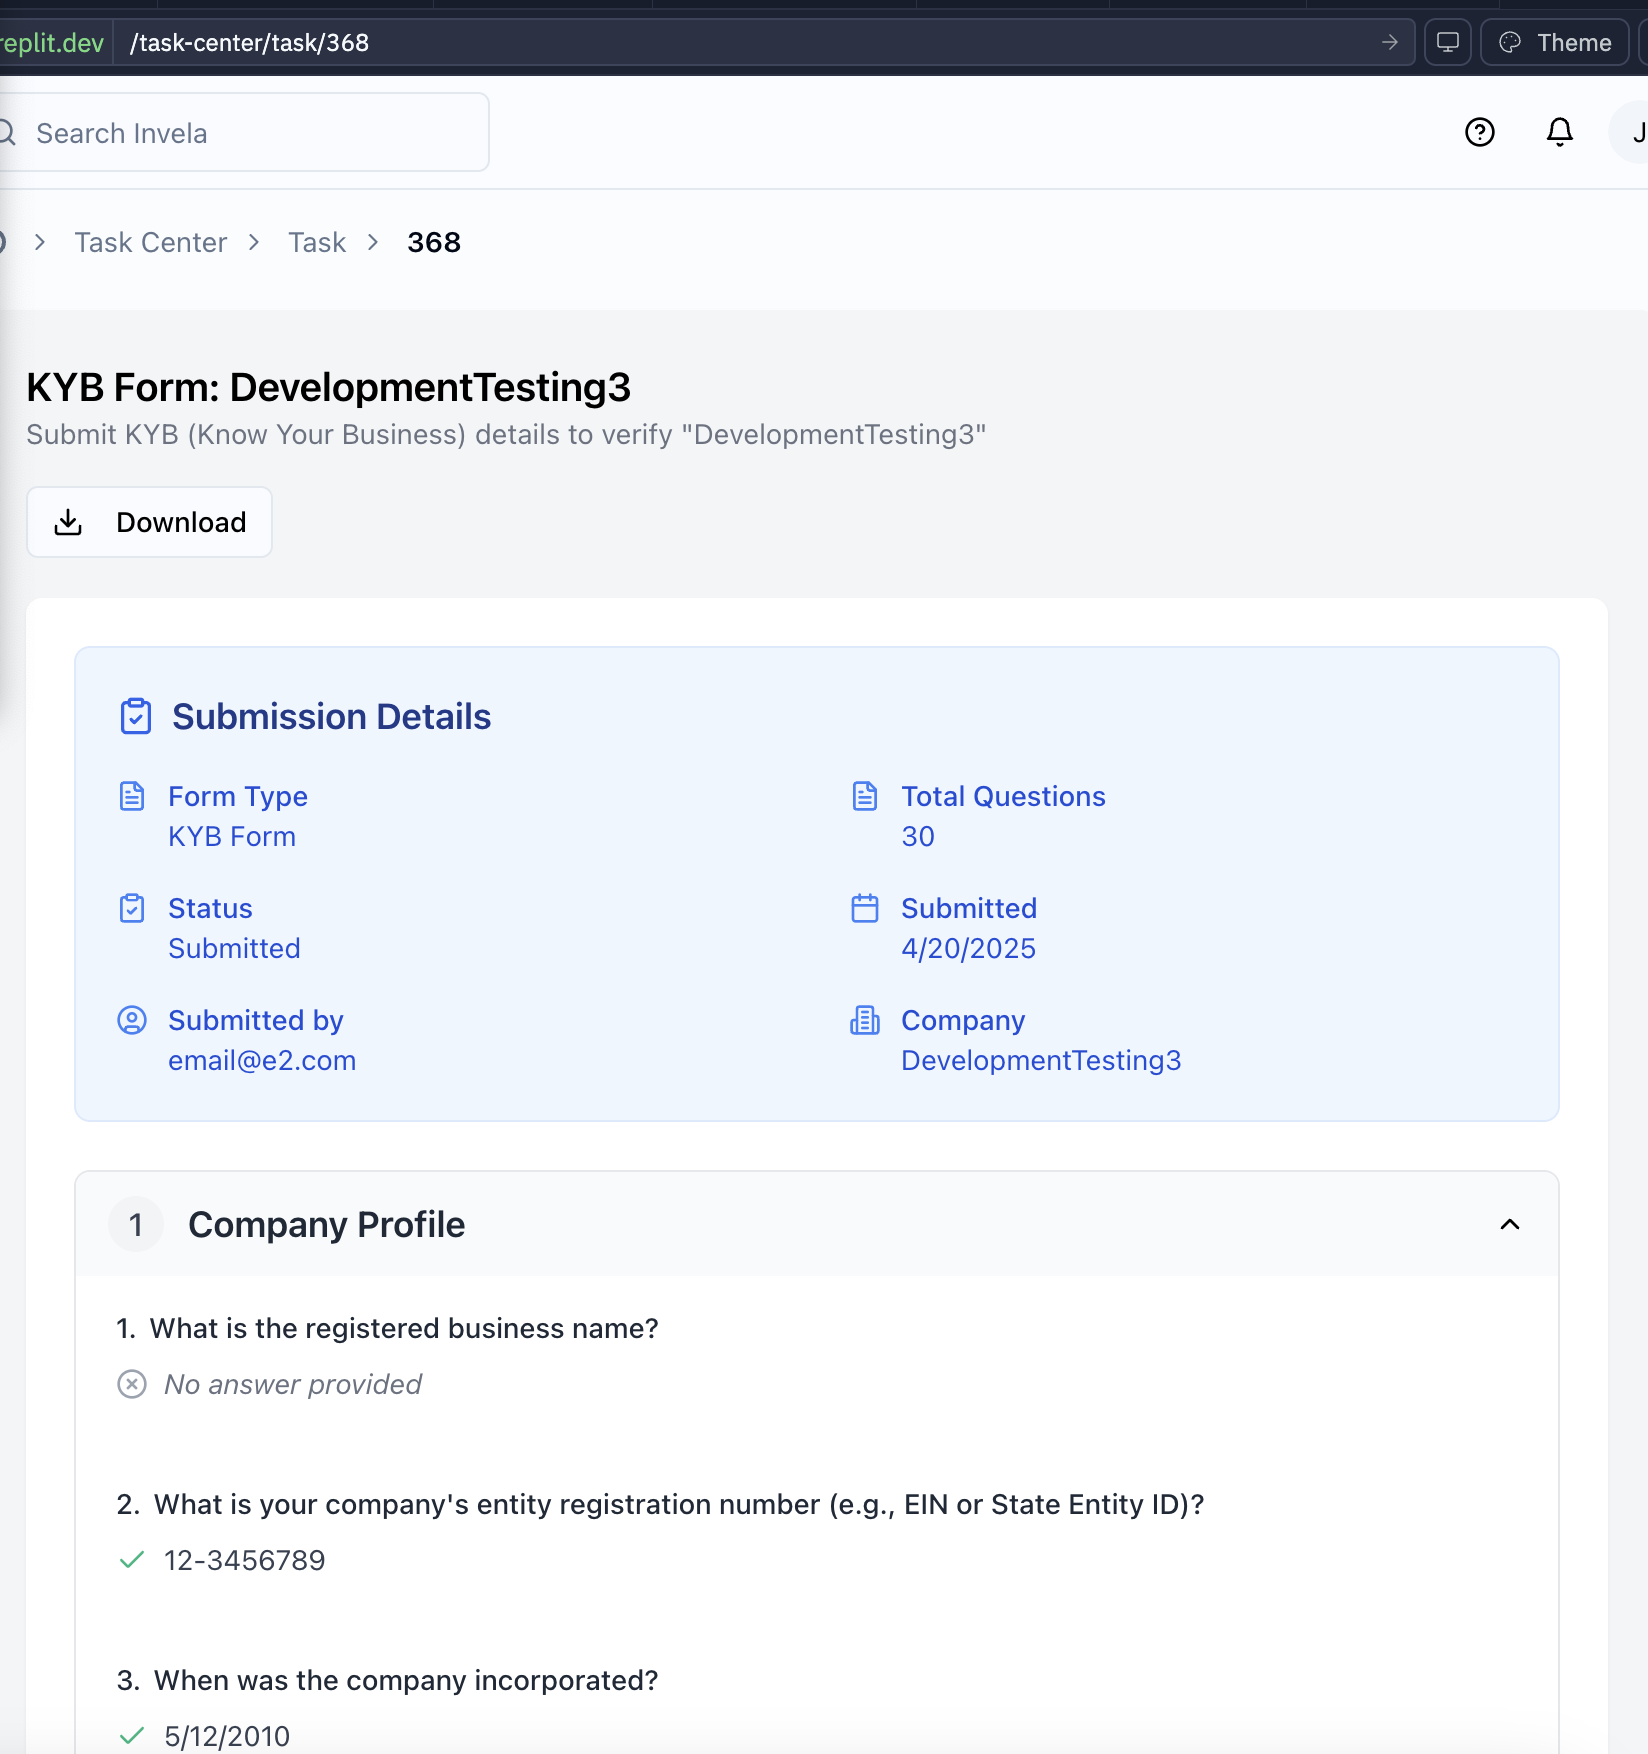 replit.dev /task-center/task/368 Theme
Search Invela J
Task Center Task 368
KYB Form: DevelopmentTesting3
Submit KYB (Know Your Business) details to verify "DevelopmentTesting3"
Download
Submission Details
Form Type
KYB Form
Total Questions
30
Status
Submitted
Submitted
4/20/2025
Submitted by
email@e2.com
Company
DevelopmentTesting3
1 Company Profile
1. What is the registered business name?
No answer provided
2. What is your company's entity registration number (e.g., EIN or State Entity ID)?
12-3456789
3. When was the company incorporated?
5/12/2010